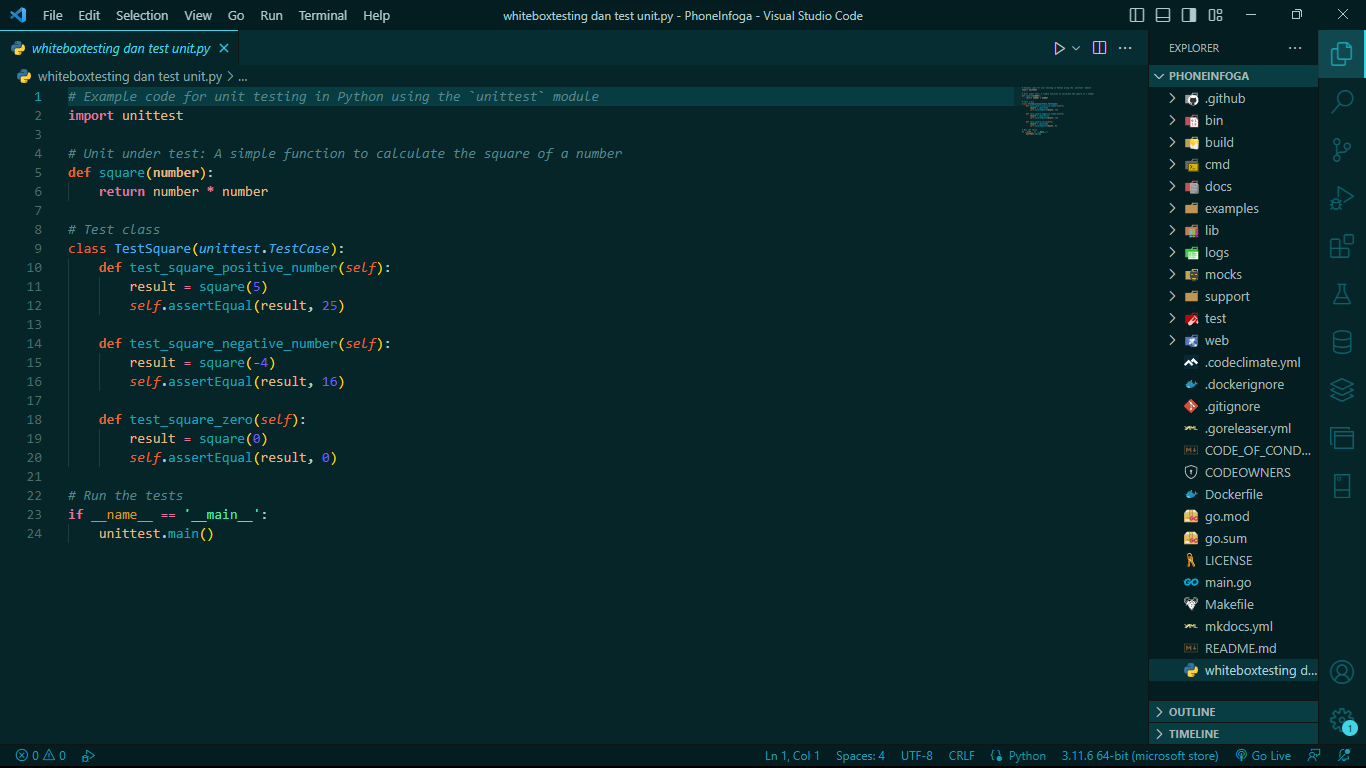 File Edit Selection View Go Run Terminal Help
whiteboxtesting dan test unit.py - PhoneInfoga - Visual Studio Code
whiteboxtesting dan test unit.py
whiteboxtesting dan test unit.py > ...
1 # Example code for unit testing in Python using the `unittest` module
2 import unittest
3
4 # Unit under test: A simple function to calculate the square of a number
5 def square(number):
6     return number * number
7
8 # Test class
9 class TestSquare(unittest.TestCase):
10     def test_square_positive_number(self):
11         result = square(5)
12         self.assertEqual(result, 25)
13
14     def test_square_negative_number(self):
15         result = square(-4)
16         self.assertEqual(result, 16)
17
18     def test_square_zero(self):
19         result = square(0)
20         self.assertEqual(result, 0)
21
22 # Run the tests
23 if __name__ == '__main__':
24     unittest.main()
EXPLORER
PHONEINFOGA
.github
bin
build
cmd
docs
examples
lib
logs
mocks
support
test
web
.codeclimate.yml
.dockerignore
.gitignore
.goreleaser.yml
CODE_OF_COND...
CODEOWNERS
Dockerfile
go.mod
go.sum
LICENSE
main.go
Makefile
mkdocs.yml
README.md
whiteboxtesting d...
OUTLINE
TIMELINE
1
0 0
Ln 1, Col 1 Spaces: 4 UTF-8 CRLF Python 3.11.6 64-bit (microsoft store) Go Live